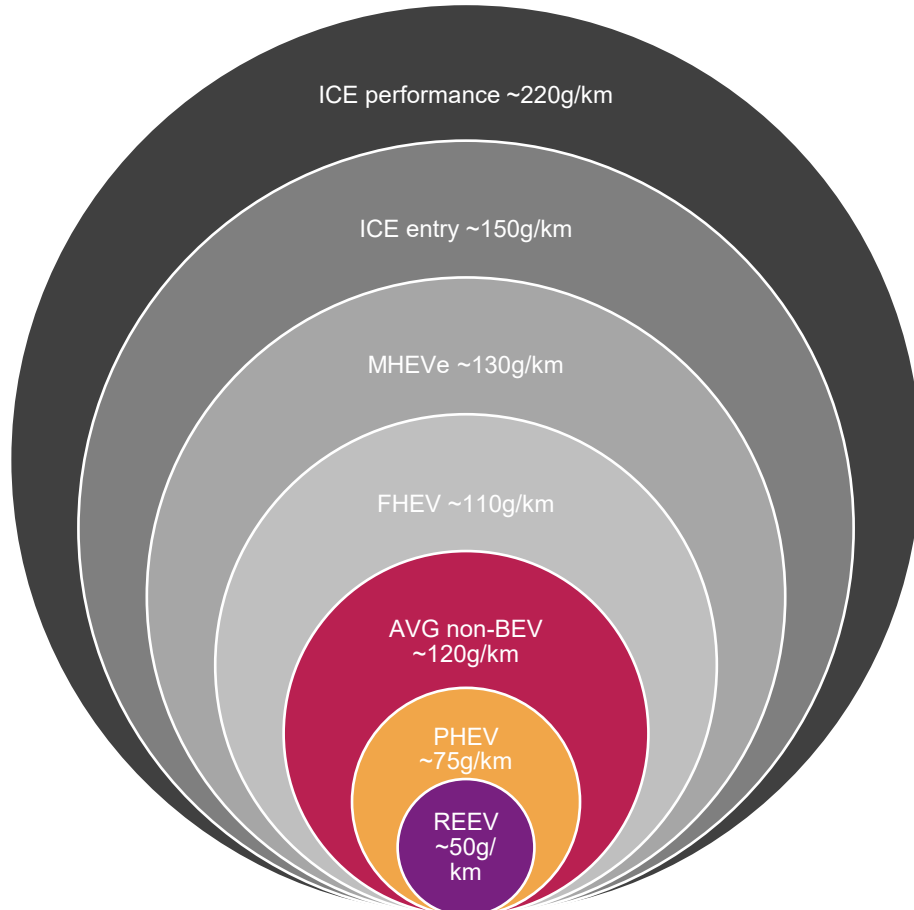 ICE performance ~220g/km
ICE entry ~150g/km
MHEVe ~130g/km
FHEV ~110g/km
AVG non-BEV
~120g/km
PHEV
~75g/km
REEV
~50g/
km